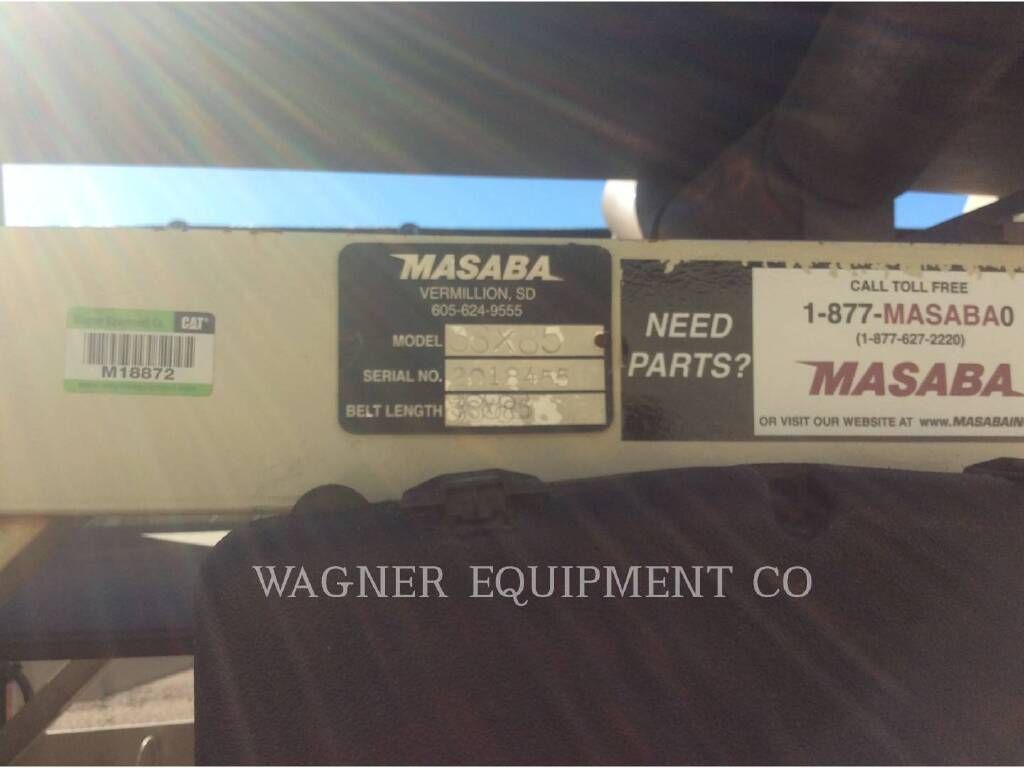 CAT
M18872
MASABA
VERMILLION, SD
605-624-9555
MODEL
SERIAL NO.
BELT LENGTH
NEED
PARTS?
CALL TOLL FREE
1-877-MASABA0
(1-877-627-2220)
MASABA
OR VISIT OUR WEBSITE AT www.MASABAIN
WAGNER EQUIPMENT CO